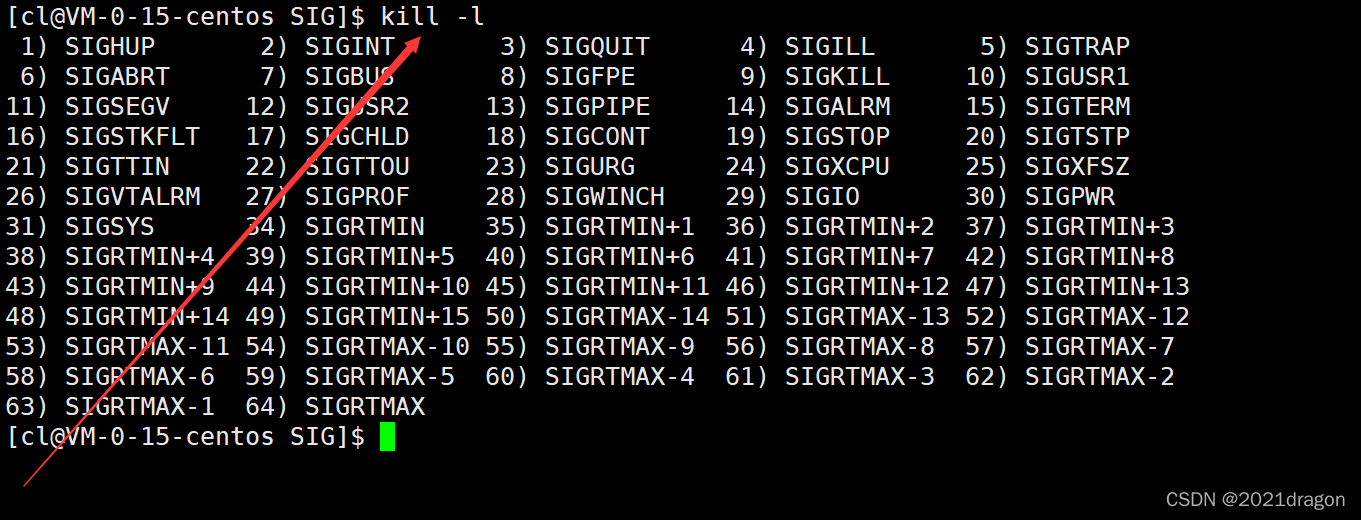 [cl@VM-0-15-centos SIG]$ kill -l
1) SIGHUP 2) SIGINT 3) SIGQUIT 4) SIGILL 5) SIGTRAP
6) SIGABRT 7) SIGBUS 8) SIGFPE 9) SIGKILL 10) SIGUSR1
11) SIGSEGV 12) SIGUSR2 13) SIGPIPE 14) SIGALRM 15) SIGTERM
16) SIGSTKFLT 17) SIGCHLD 18) SIGCONT 19) SIGSTOP 20) SIGTSTP
21) SIGTTIN 22) SIGTTOU 23) SIGURG 24) SIGXCPU 25) SIGXFSZ
26) SIGVTALRM 27) SIGPROF 28) SIGWINCH 29) SIGIO 30) SIGPWR
31) SIGSYS 34) SIGRTMIN 35) SIGRTMIN+1 36) SIGRTMIN+2 37) SIGRTMIN+3
38) SIGRTMIN+4 39) SIGRTMIN+5 40) SIGRTMIN+6 41) SIGRTMIN+7 42) SIGRTMIN+8
43) SIGRTMIN+9 44) SIGRTMIN+10 45) SIGRTMIN+11 46) SIGRTMIN+12 47) SIGRTMIN+13
48) SIGRTMIN+14 49) SIGRTMIN+15 50) SIGRTMAX-14 51) SIGRTMAX-13 52) SIGRTMAX-12
53) SIGRTMAX-11 54) SIGRTMAX-10 55) SIGRTMAX-9 56) SIGRTMAX-8 57) SIGRTMAX-7
58) SIGRTMAX-6 59) SIGRTMAX-5 60) SIGRTMAX-4 61) SIGRTMAX-3 62) SIGRTMAX-2
63) SIGRTMAX-1 64) SIGRTMAX
[cl@VM-0-15-centos SIG]$
CSDN @2021dragon